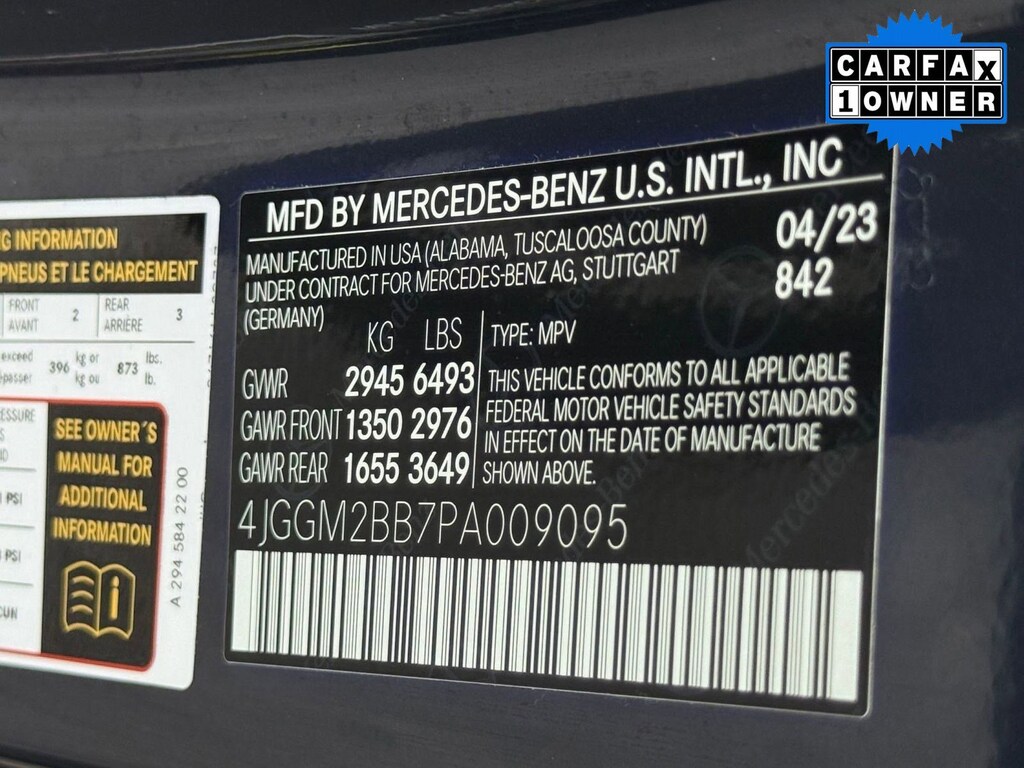 CARFAX
1 OWNER
MFD BY MERCEDES-BENZ U.S. INTL., INC
MANUFACTURED IN USA (ALABAMA, TUSCALOOSA COUNTY)
UNDER CONTRACT FOR MERCEDES-BENZ AG, STUTTGART
(GERMANY)
04/23
842
KG LBS
GVWR 2945 6493
GAWR FRONT 1350 2976
GAWR REAR 1655 3649
TYPE: MPV
THIS VEHICLE CONFORMS TO ALL APPLICABLE
FEDERAL MOTOR VEHICLE SAFETY STANDARDS
IN EFFECT ON THE DATE OF MANUFACTURE
SHOWN ABOVE.
4JGGM2BB7PA009095
INFORMATION
PNEUS ET LE CHARGEMENT
FRONT
AVANT
2
REAR
ARRIÈRE
3
exceed
396
kg or
kg ou
873
lbs.
lb.
PSI
PSI
SEE OWNER'S
MANUAL FOR
ADDITIONAL
INFORMATION
A 294 584 22 00